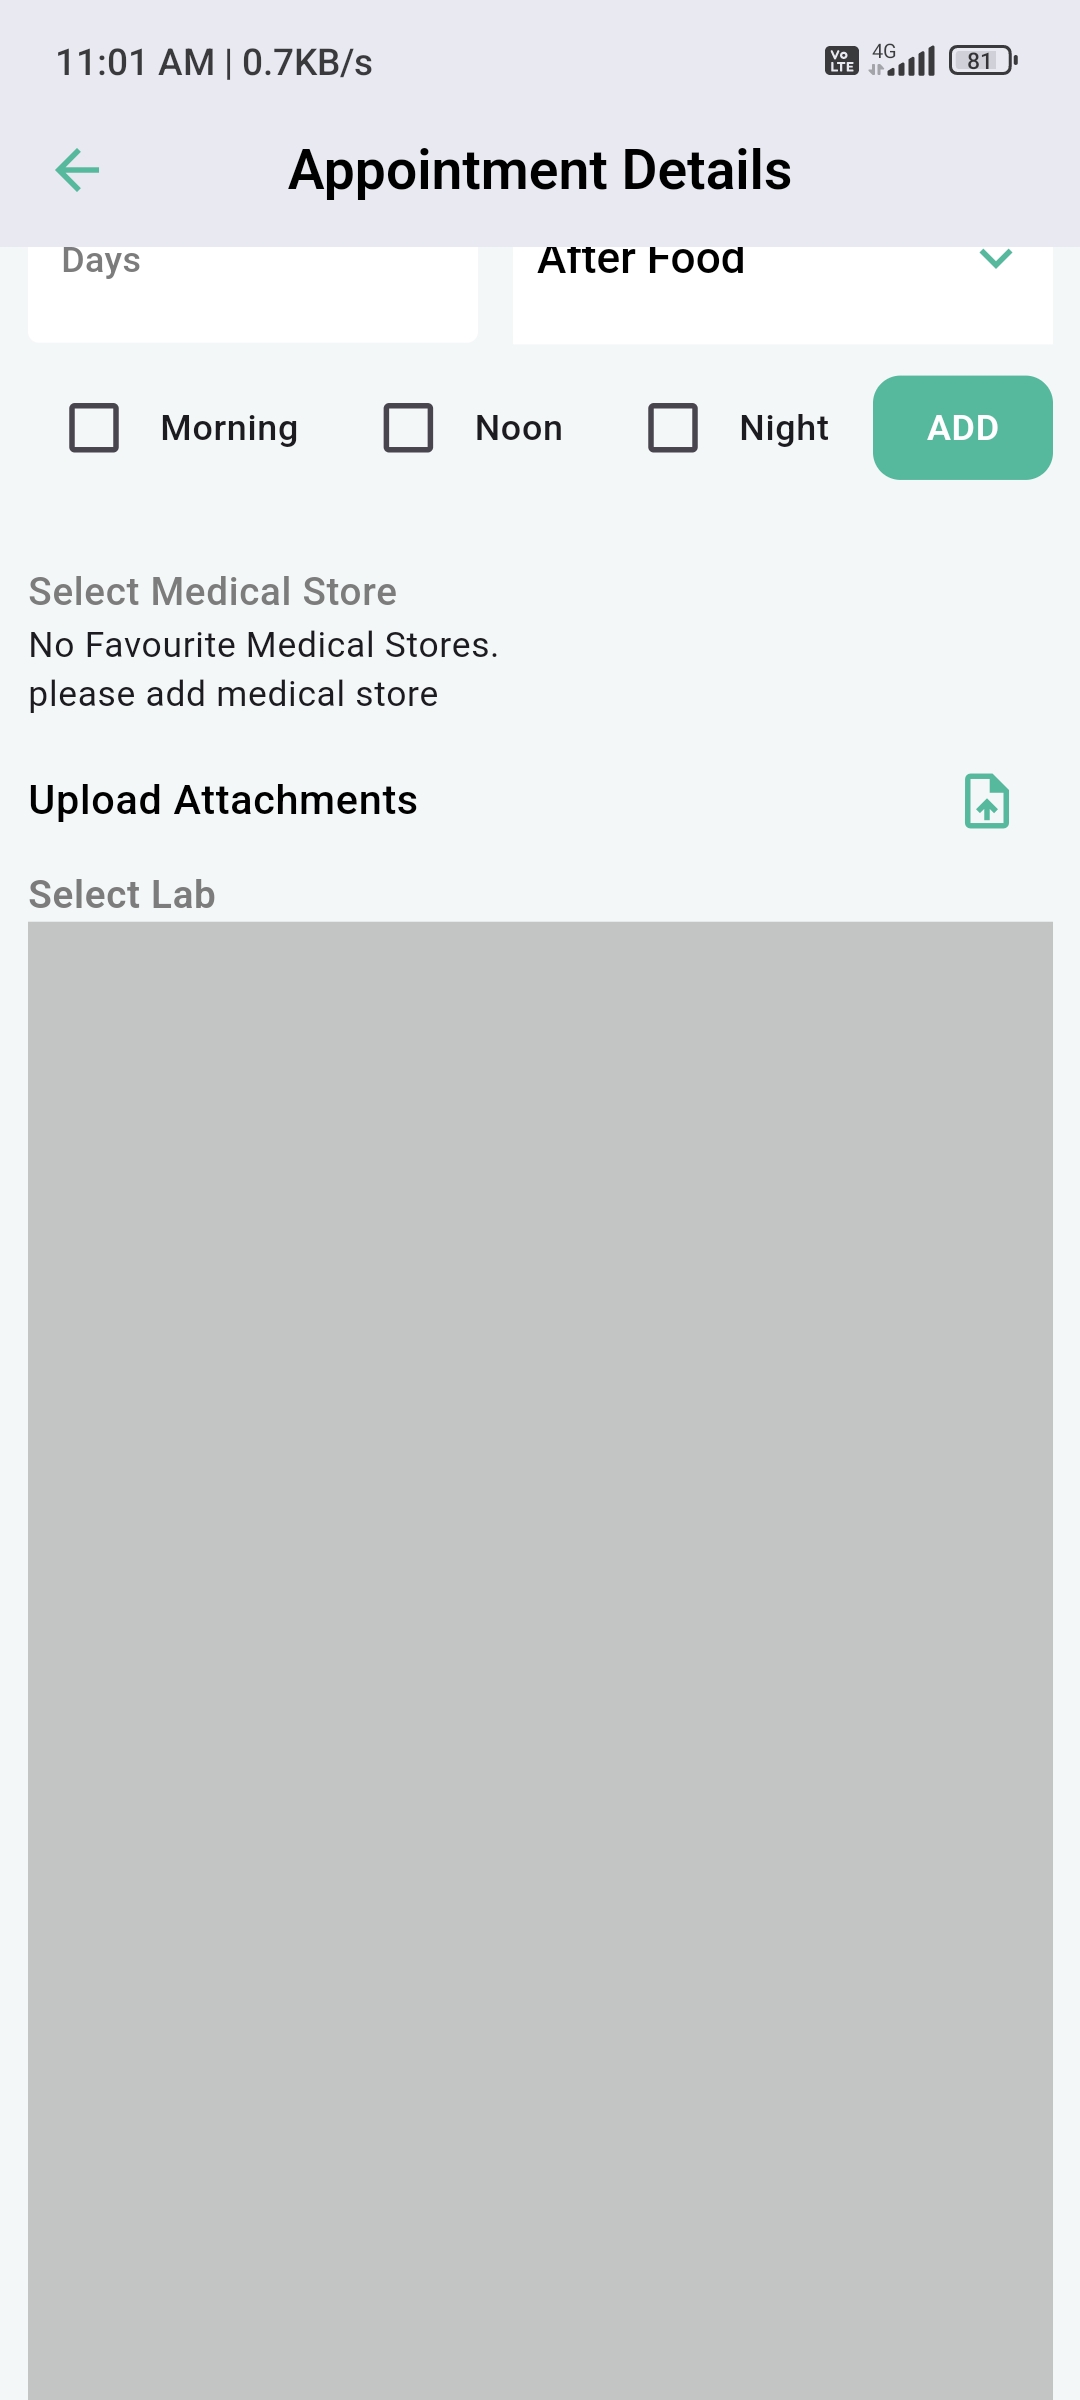 11:01 AM | 0.7KB/s
Vo LTE 4G 81
Appointment Details
Days
After Food
Morning Noon Night ADD
Select Medical Store
No Favourite Medical Stores.
please add medical store
Upload Attachments
Select Lab